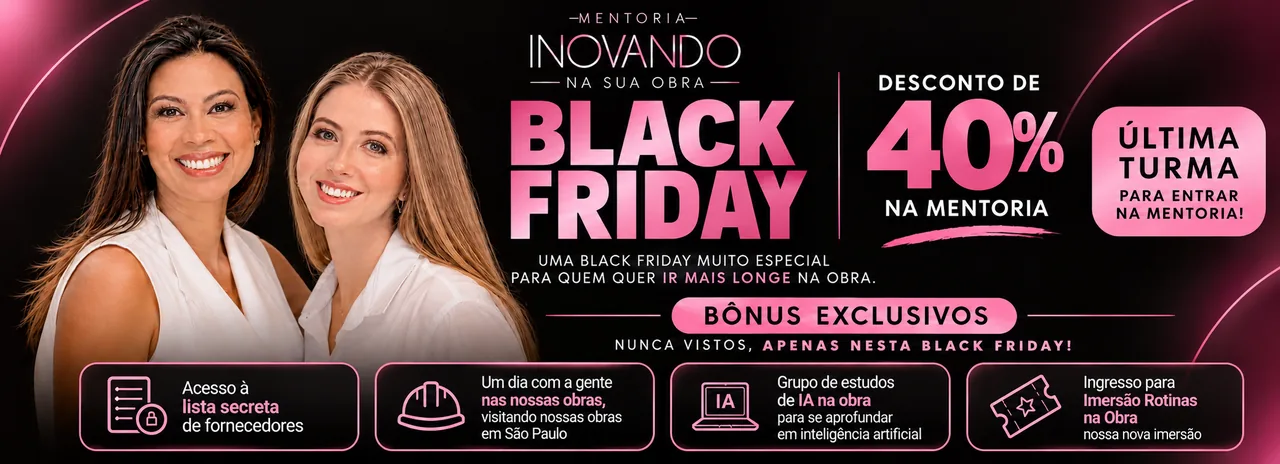 MENTORIA
INOVANDO
NA SUA OBRA
BLACK
FRIDAY
UMA BLACK FRIDAY MUITO ESPECIAL
PARA QUEM QUER IR MAIS LONGE NA OBRA.
DESCONTO DE
40%
NA MENTORIA
ÚLTIMA
TURMA
PARA ENTRAR
NA MENTORIA!
BÔNUS EXCLUSIVOS
NUNCA VISTOS, APENAS NESTA BLACK FRIDAY!
Acesso à
lista secreta
de fornecedores
Um dia com a gente
nas nossas obras,
visitando nossas obras
em São Paulo
IA
Grupo de estudos
de IA na obra
para se aprofundar
em inteligência artificial
Ingresso para
Imersão Rotinas
na Obra
nossa nova imersão